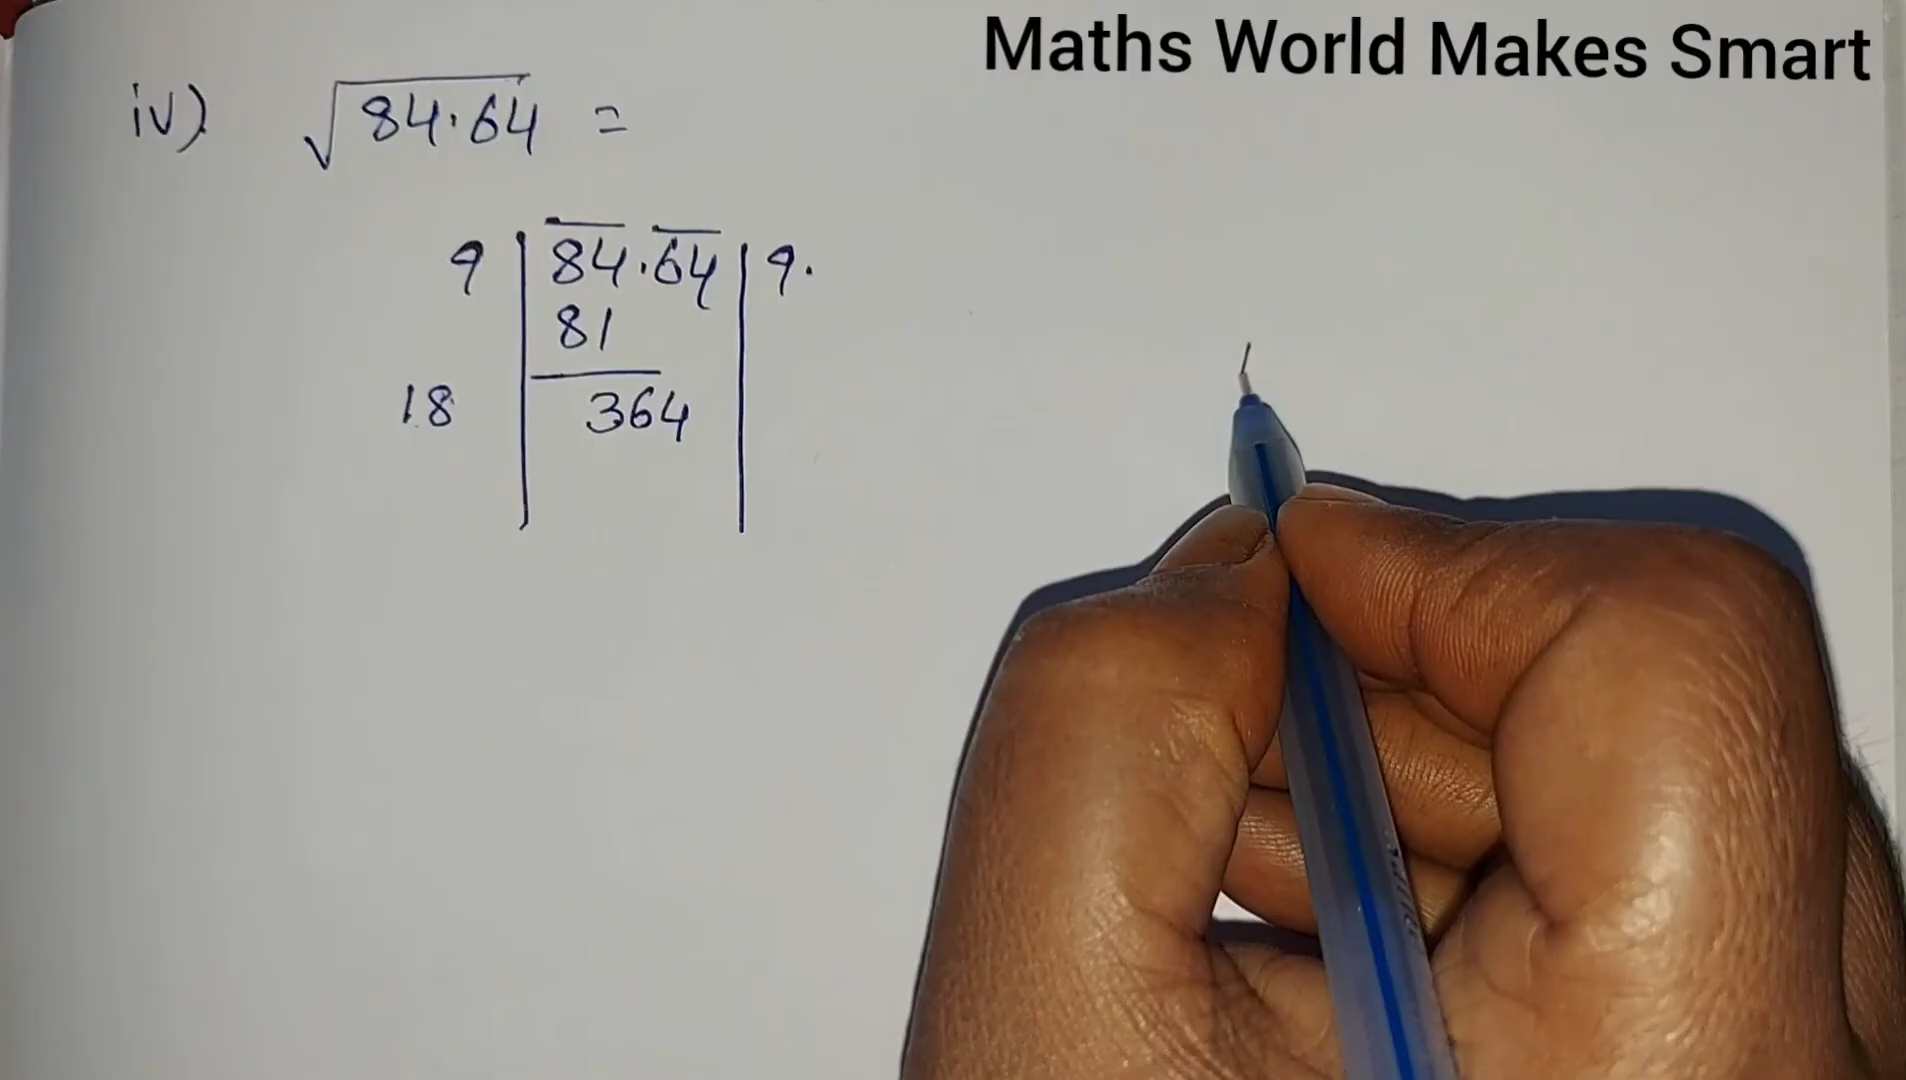 Maths World Makes Smart
iv) √84.64 =
9 | 84.64 | 9.
81
18 | 364 |